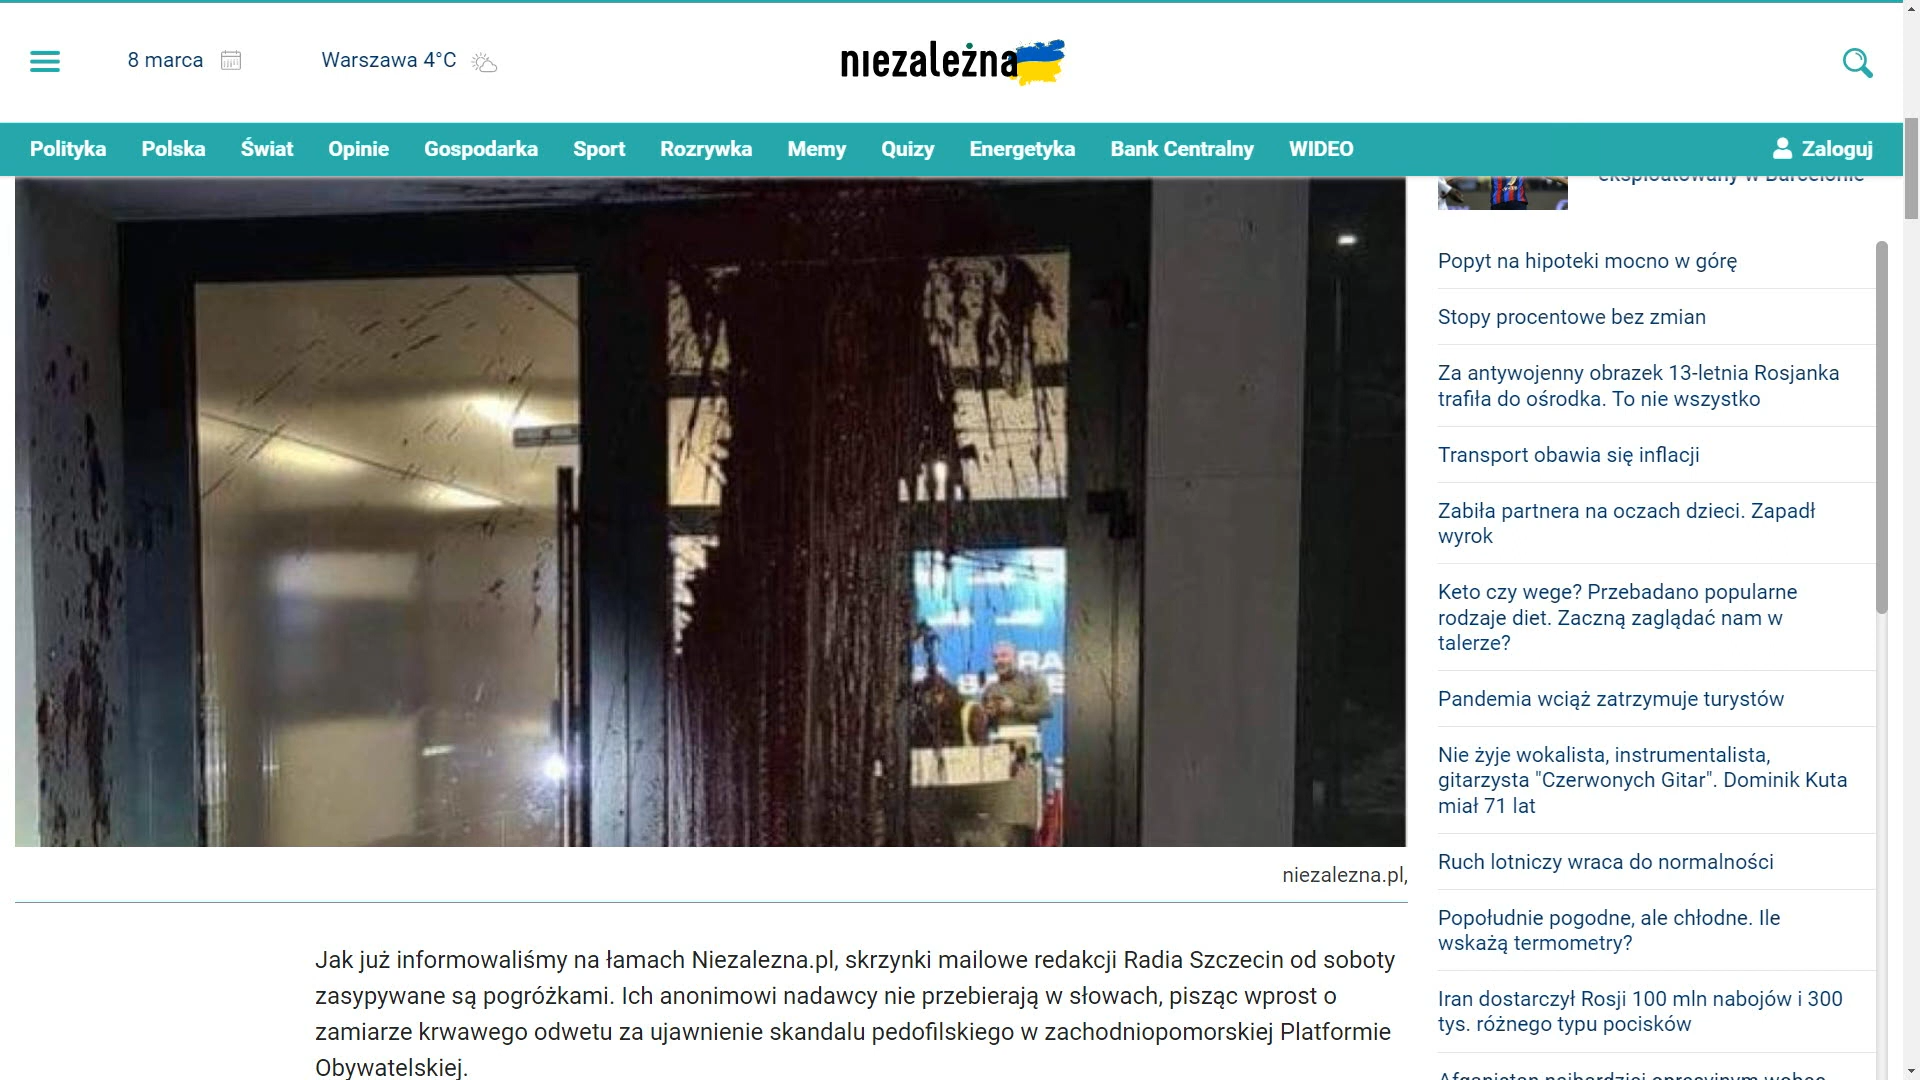 8 marca
Warszawa 4°C
niezależna
Polityka
Polska
Świat
Opinie
Gospodarka
Sport
Rozrywka
Memy
Quizy
Energetyka
Bank Centralny
WIDEO
Zaloguj
eksploatowany w Barcelonie
RA
niezalezna.pl,
Jak już informowaliśmy na łamach Niezalezna.pl, skrzynki mailowe redakcji Radia Szczecin od soboty
zasypywane są pogróżkami. Ich anonimowi nadawcy nie przebierają w słowach, pisząc wprost o
zamiarze krwawego odwetu za ujawnienie skandalu pedofilskiego w zachodniopomorskiej Platformie
Obywatelskiej.
Popyt na hipoteki mocno w górę
Stopy procentowe bez zmian
Za antywojenny obrazek 13-letnia Rosjanka
trafiła do ośrodka. To nie wszystko
Transport obawia się inflacji
Zabiła partnera na oczach dzieci. Zapadł
wyrok
Keto czy wege? Przebadano popularne
rodzaje diet. Zaczną zaglądać nam w
talerze?
Pandemia wciąż zatrzymuje turystów
Nie żyje wokalista, instrumentalista,
gitarzysta "Czerwonych Gitar". Dominik Kuta
miał 71 lat
Ruch lotniczy wraca do normalności
Popołudnie pogodne, ale chłodne. Ile
wskażą termometry?
Iran dostarczył Rosji 100 mln nabojów i 300
tys. różnego typu pocisków